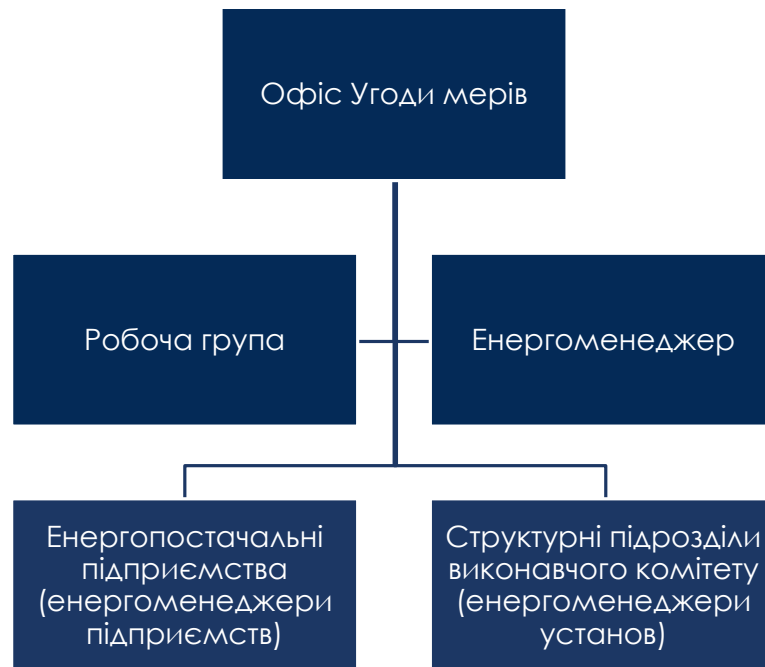 Офіс Угоди мерів
Робоча група
Енергоменеджер
Енергопостачальні
підприємства
(енергоменеджери
підприємств)
Структурні підрозділи
виконавчого комітету
(енергоменеджери
установ)